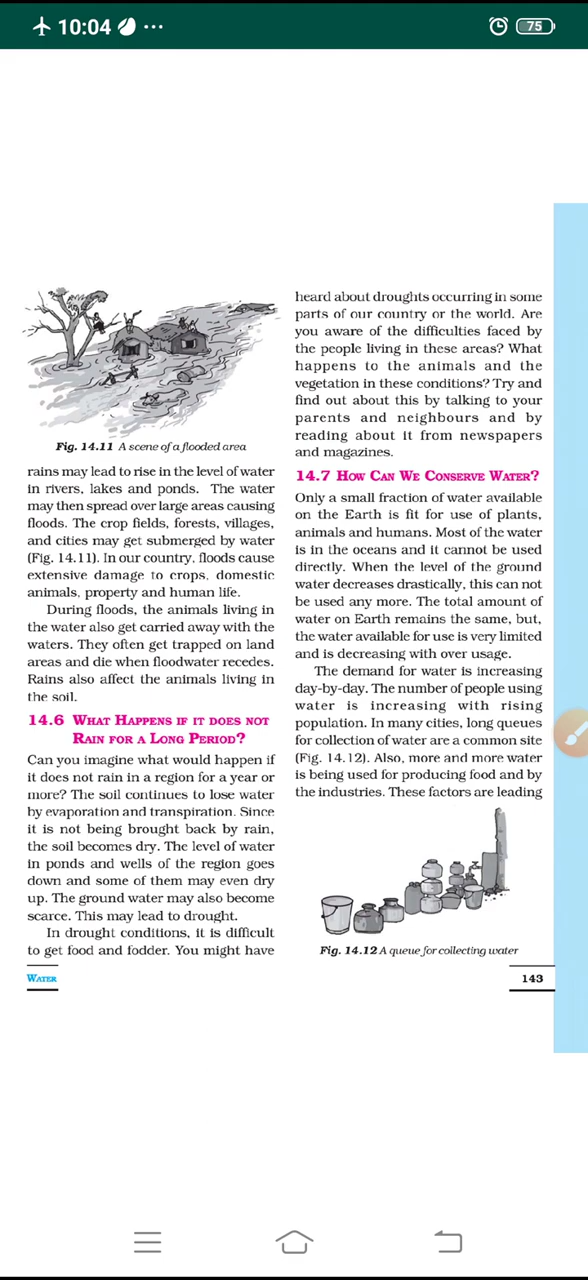 10:04 ...
75
Fig. 14.11 A scene of a flooded area
rains may lead to rise in the level of water
in rivers, lakes and ponds. The water
may then spread over large areas causing
floods. The crop fields, forests, villages,
and cities may get submerged by water
(Fig. 14.11). In our country, floods cause
extensive damage to crops, domestic
animals, property and human life.
During floods, the animals living in
the water also get carried away with the
waters. They often get trapped on land
areas and die when floodwater recedes.
Rains also affect the animals living in
the soil.
14.6 WHAT HAPPENS IF IT DOES NOT
RAIN FOR A LONG PERIOD?
Can you imagine what would happen if
it does not rain in a region for a year or
more? The soil continues to lose water
by evaporation and transpiration. Since
it is not being brought back by rain,
the soil becomes dry. The level of water
in ponds and wells of the region goes
down and some of them may even dry
up. The ground water may also become
scarce. This may lead to drought.
In drought conditions, it is difficult
to get food and fodder. You might have
heard about droughts occurring in some
parts of our country or the world. Are
you aware of the difficulties faced by
the people living in these areas? What
happens to the animals and the
vegetation in these conditions? Try and
find out about this by talking to your
parents and neighbours and by
reading about it from newspapers
and magazines.
14.7 HOW CAN WE CONSERVE WATER?
Only a small fraction of water available
on the Earth is fit for use of plants,
animals and humans. Most of the water
is in the oceans and it cannot be used
directly. When the level of the ground
water decreases drastically, this can not
be used any more. The total amount of
water on Earth remains the same, but,
the water available for use is very limited
and is decreasing with over usage.
The demand for water is increasing
day-by-day. The number of people using
water is increasing with rising
population. In many cities, long queues
for collection of water are a common site
(Fig. 14.12). Also, more and more water
is being used for producing food and by
the industries. These factors are leading
Fig. 14.12 A queue for collecting water
WATER
143